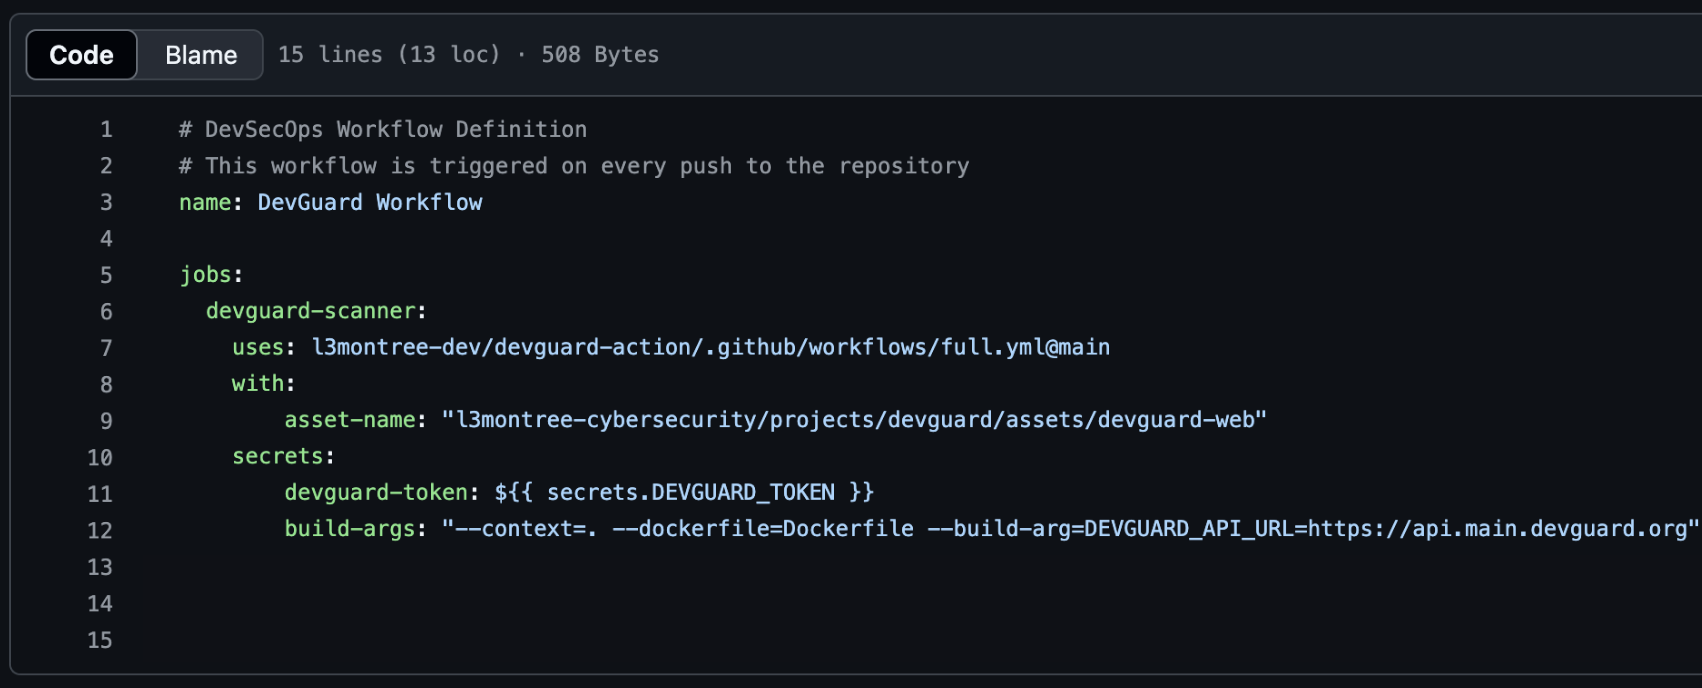 Code Blame 15 lines (13 loc) · 508 Bytes
1 # DevSecOps Workflow Definition
2 # This workflow is triggered on every push to the repository
3 name: DevGuard Workflow
4
5 jobs:
6   devguard-scanner:
7     uses: l3montree-dev/devguard-action/.github/workflows/full.yml@main
8     with:
9         asset-name: "l3montree-cybersecurity/projects/devguard/assets/devguard-web"
10     secrets:
11         devguard-token: ${{ secrets.DEVGUARD_TOKEN }}
12         build-args: "--context=. --dockerfile=Dockerfile --build-arg=DEVGUARD_API_URL=https://api.main.devguard.org"
13
14
15